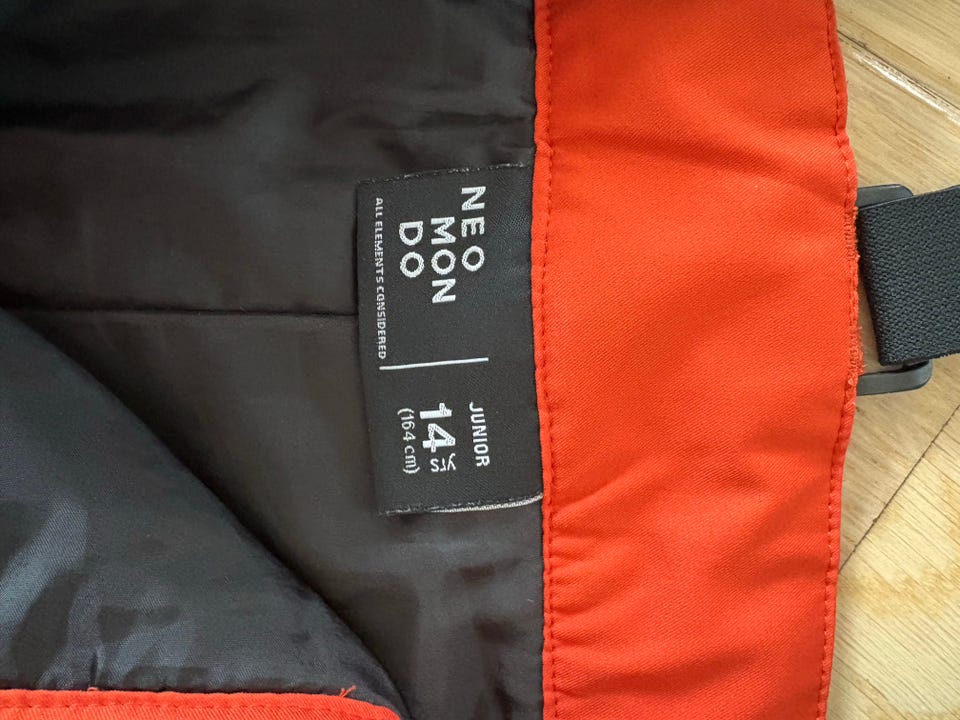 NEO
MON
DO
ALL ELEMENTS CONSIDERED
JUNIOR
14 yrs
(164 cm)